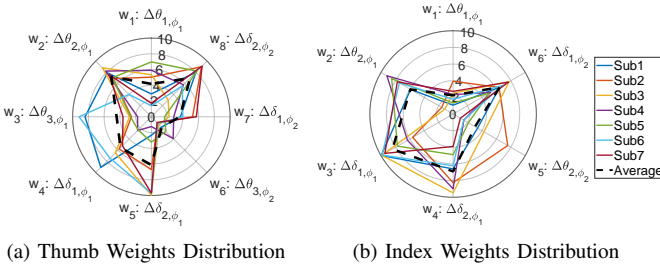 (a)
w₁: Δθ₁,ϕ₁
w₂: Δθ₂,ϕ₁
w₃: Δθ₃,ϕ₁
w₄: Δδ₁,ϕ₁
w₅: Δδ₂,ϕ₁
w₆: Δθ₃,ϕ₂
w₇: Δδ₁,ϕ₂
w₈: Δδ₂,ϕ₂
10
8
6
4
2
0
(b)
w₁: Δθ₁,ϕ₁
w₂: Δθ₂,ϕ₁
w₃: Δδ₁,ϕ₁
w₄: Δδ₂,ϕ₁
w₅: Δθ₂,ϕ₂
w₆: Δδ₁,ϕ₂
10
8
6
4
2
0
Sub1
Sub2
Sub3
Sub4
Sub5
Sub6
Sub7
Average
(a) Thumb Weights Distribution
(b) Index Weights Distribution